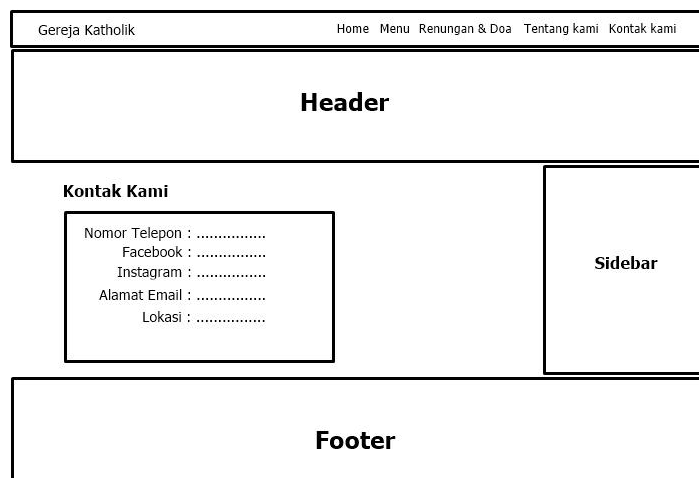 Gereja Katholik
Home Menu Renungan & Doa Tentang kami Kontak kami
Header
Kontak Kami
Nomor Telepon : ................
Facebook : ................
Instagram : ................
Alamat Email : ................
Lokasi : ................
Sidebar
Footer